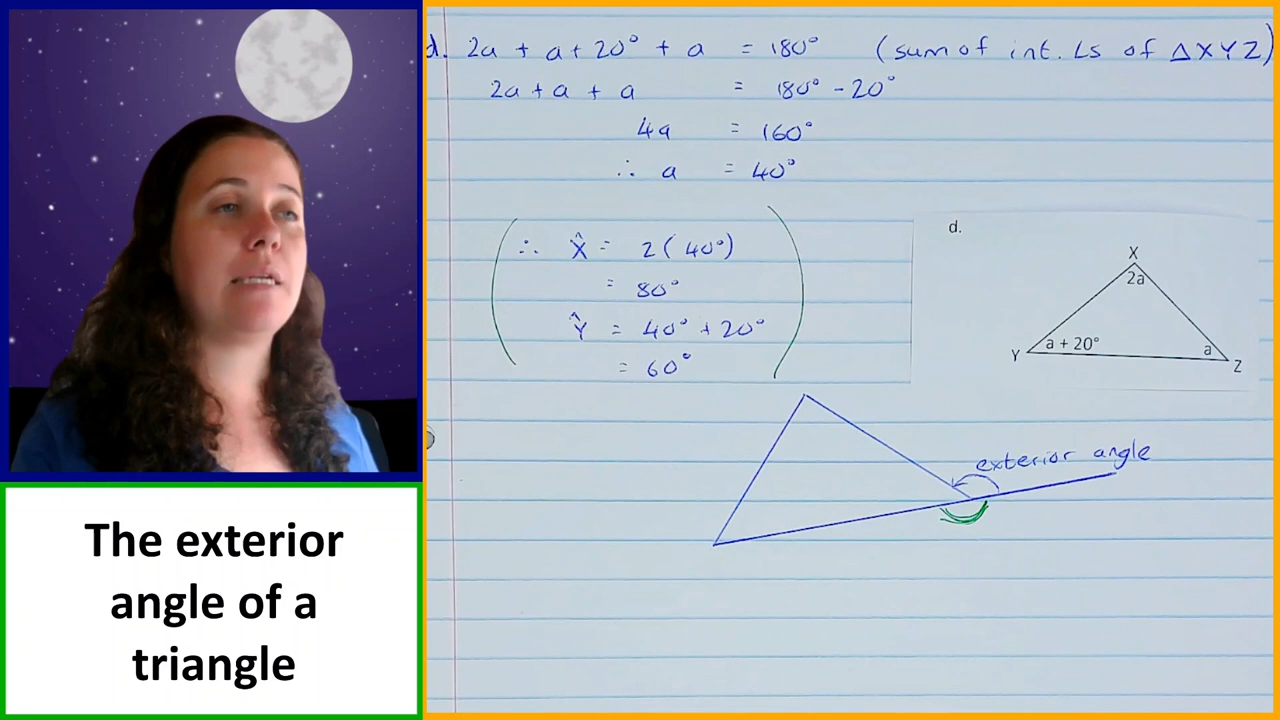 d. 2a + a + 20° + a = 180° (sum of int. ∠s of ΔXYZ)
2a + a + a = 180° - 20°
4a = 160°
∴ a = 40°
∴ X̂ = 2(40°)
= 80°
Ŷ = 40° + 20°
= 60°
d.
X
2a
Y
a + 20°
a
Z
exterior angle
The exterior
angle of a
triangle